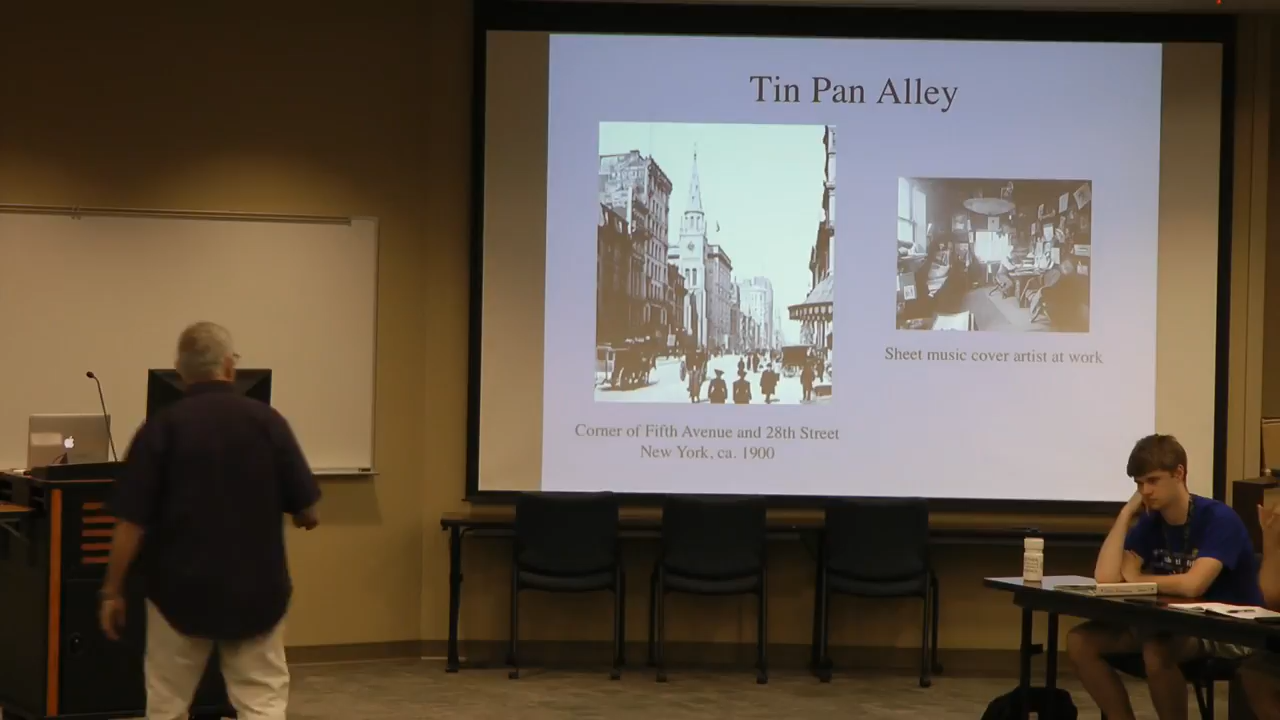 Tin Pan Alley
Sheet music cover artist at work
Corner of Fifth Avenue and 28th Street
New York, ca. 1900